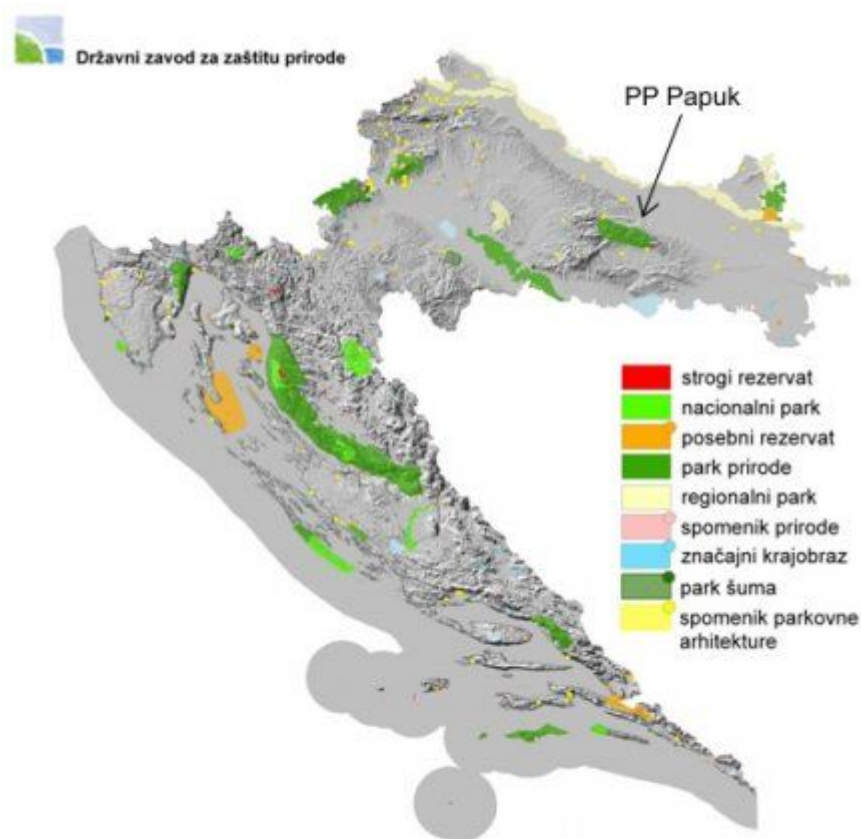 Državni zavod za zaštitu prirode
PP Papuk
strogi rezervat
nacionalni park
posebni rezervat
park prirode
regionalni park
spomenik prirode
značajni krajobraz
park šuma
spomenik parkovne
arhitekture